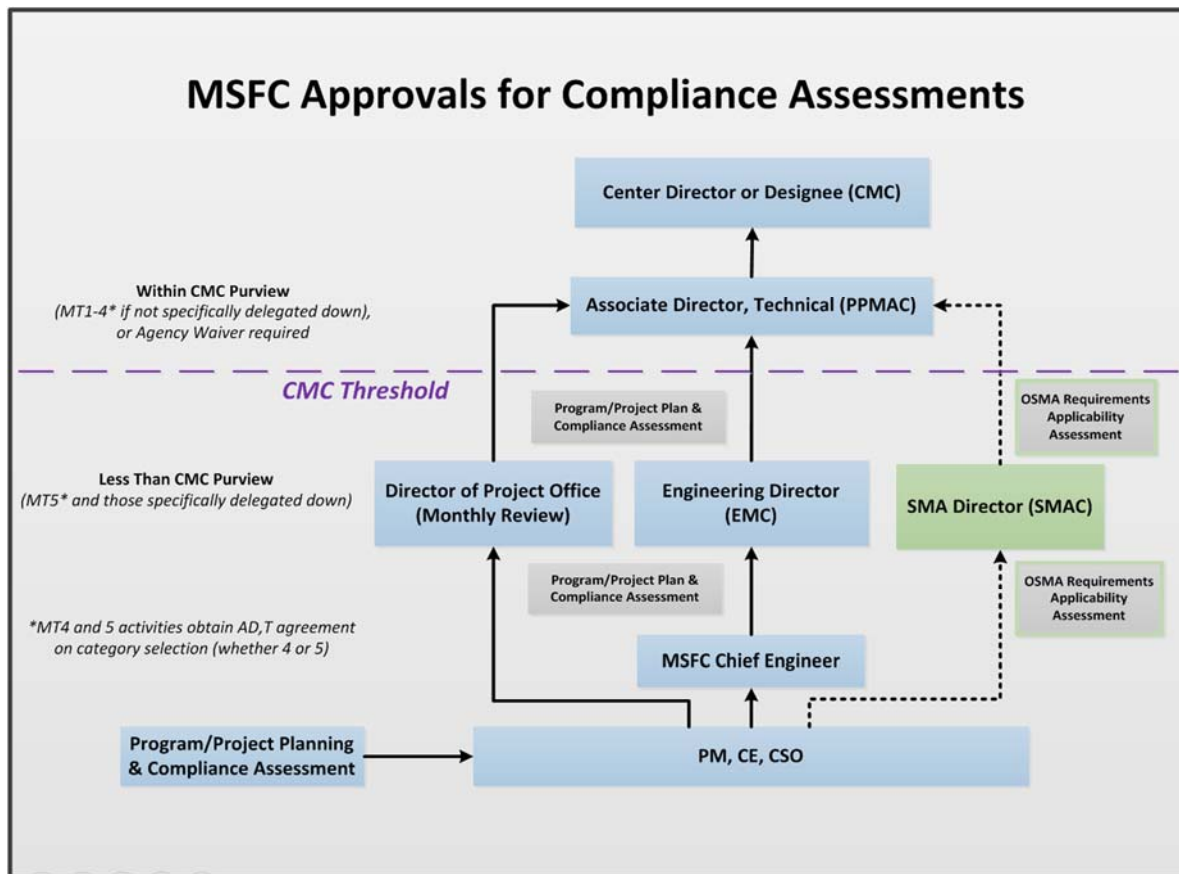 MSFC Approvals for Compliance Assessments
Center Director or Designee (CMC)
Within CMC Purview
(MT1-4* if not specifically delegated down),
or Agency Waiver required
Associate Director, Technical (PPMAC)
CMC Threshold
Program/Project Plan &
Compliance Assessment
OSMA Requirements
Applicability
Assessment
Less Than CMC Purview
(MT5* and those specifically delegated down)
Director of Project Office
(Monthly Review)
Engineering Director
(EMC)
SMA Director (SMAC)
Program/Project Plan &
Compliance Assessment
OSMA Requirements
Applicability
Assessment
*MT4 and 5 activities obtain AD,T agreement
on category selection (whether 4 or 5)
MSFC Chief Engineer
Program/Project Planning
& Compliance Assessment
PM, CE, CSO